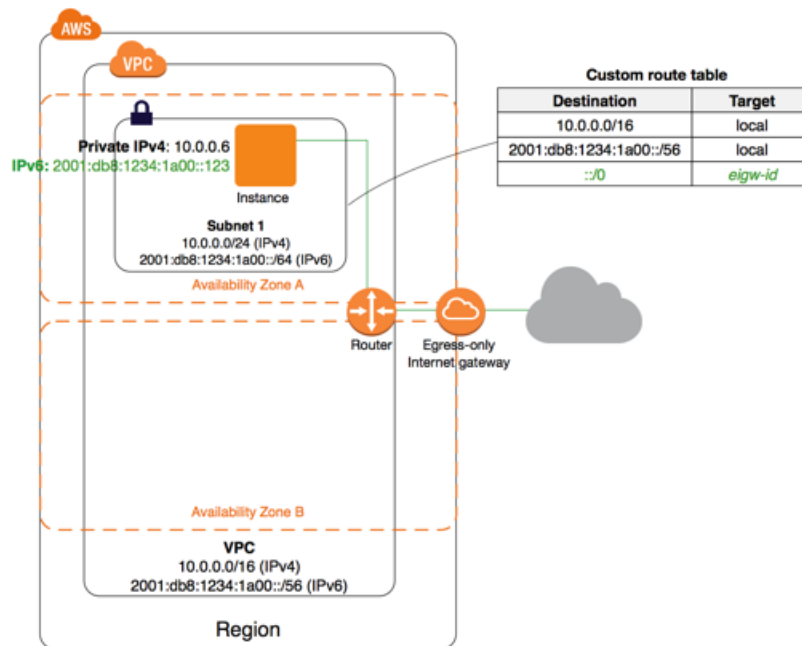 AWS
VPC
Custom route table
Destination Target
10.0.0.0/16 local
2001:db8:1234:1a00::/56 local
::/0 eigw-id
Private IPv4: 10.0.0.6
IPv6: 2001:db8:1234:1a00::123
Instance
Subnet 1
10.0.0.0/24 (IPv4)
2001:db8:1234:1a00::/64 (IPv6)
Availability Zone A
Router
Egress-only
Internet gateway
Availability Zone B
VPC
10.0.0.0/16 (IPv4)
2001:db8:1234:1a00::/56 (IPv6)
Region